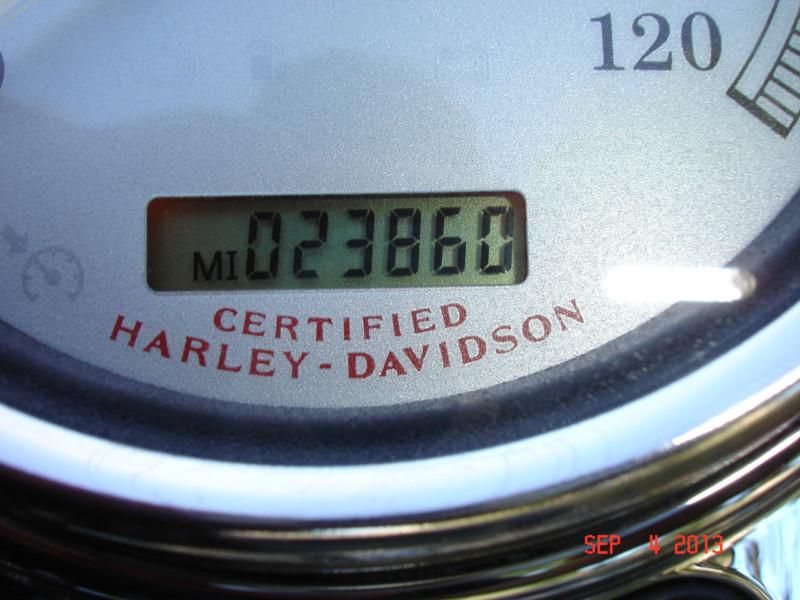 120
MI 023860
CERTIFIED
HARLEY-DAVIDSON
SEP 4 2013